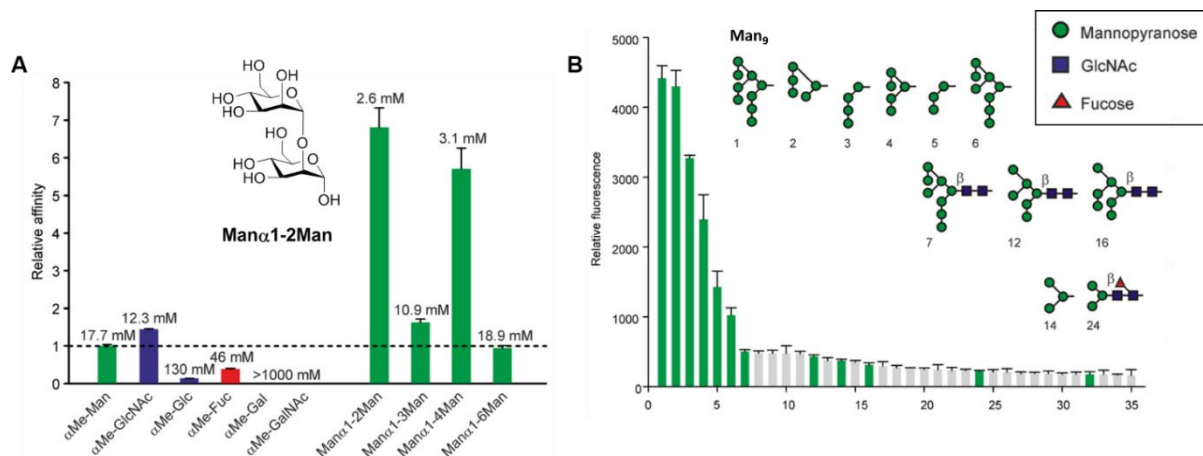 A
Relative affinity
8
7
6
5
4
3
2
1
0
17.7 mM
12.3 mM
130 mM
46 mM
>1000 mM
2.6 mM
10.9 mM
3.1 mM
18.9 mM
HO
OH
HO
O
HO
O
HO
O
HO
HO
OH
Manα1-2Man
αMe-Man
αMe-GlcNAc
αMe-Glc
αMe-Fuc
αMe-Gal
αMe-GalNAc
Manα1-2Man
Manα1-3Man
Manα1-4Man
Manα1-6Man
B
Relative fluorescence
5000
4000
3000
2000
1000
0
0 5 10 15 20 25 30 35
Man9
1 2 3 4 5 6
β β β
7 12 16
β
14 24
Mannopyranose
GlcNAc
Fucose